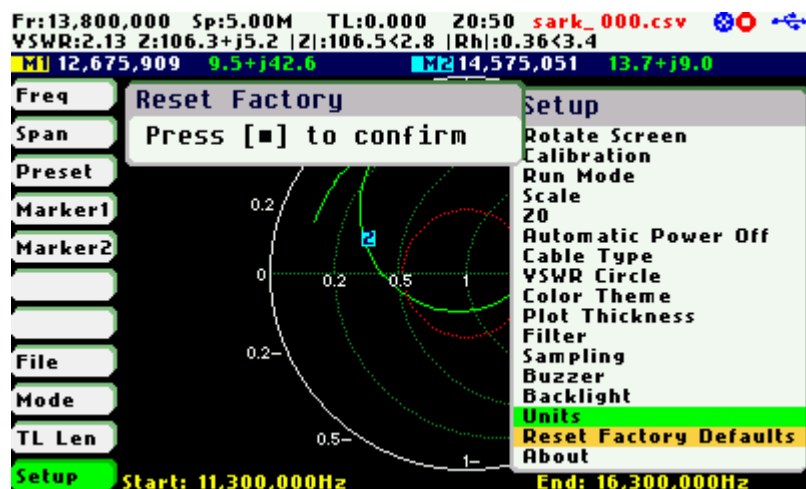 Fr:13,800,000 Sp:5.00M TL:0.000 Z0:50 sark_000.csv
VSWR:2.13 Z:106.3+j5.2 |Z|:106.5<2.8 |Rh|:0.36<3.4
M1 12,675,909 9.5+j42.6 M2 14,575,051 13.7+j9.0
Freq
Span
Preset
Marker1
Marker2
File
Mode
TL Len
Setup
Reset Factory
Press [■] to confirm
0.2
0 0.2 0.5 1
0.2
0.5
1
Setup
Rotate Screen
Calibration
Run Mode
Scale
Z0
Automatic Power Off
Cable Type
VSWR Circle
Color Theme
Plot Thickness
Filter
Sampling
Buzzer
Backlight
Units
Reset Factory Defaults
About
2
Start: 11,300,000Hz End: 16,300,000Hz